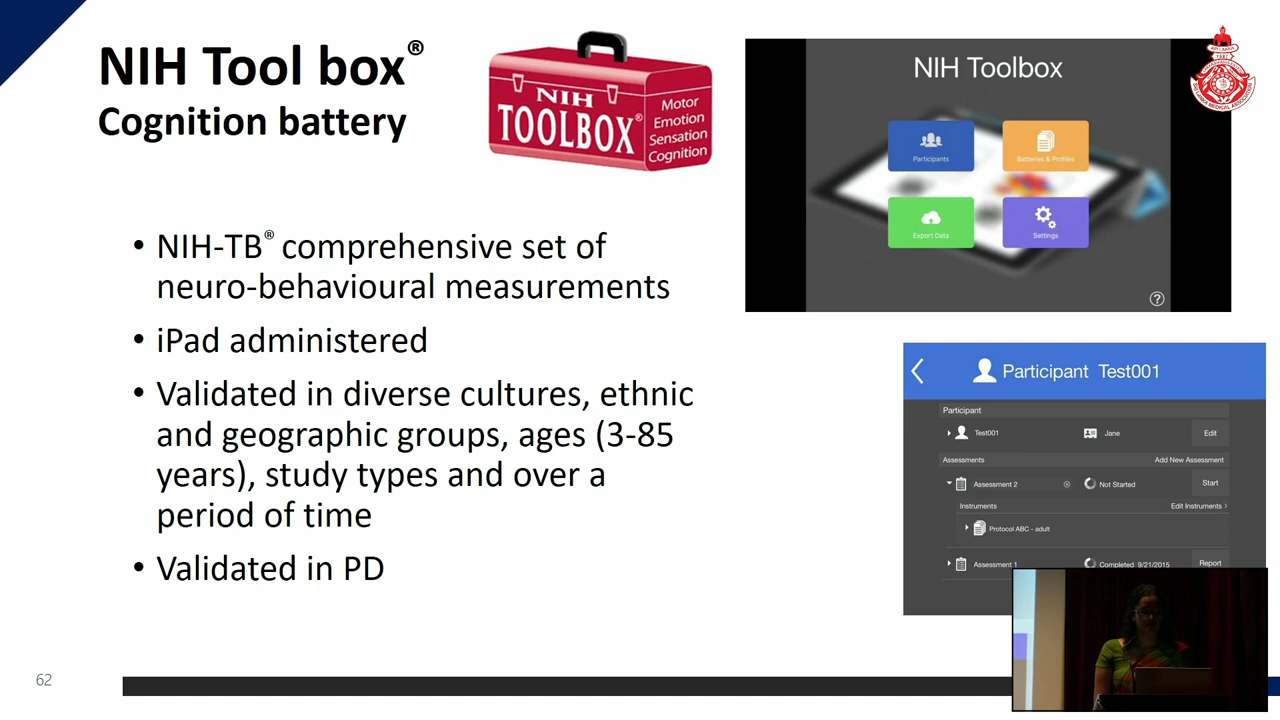 NIH Tool box®
Cognition battery
NIH
TOOLBOX®
Motor
Emotion
Sensation
Cognition
• NIH-TB® comprehensive set of
neuro-behavioural measurements
• iPad administered
• Validated in diverse cultures, ethnic
and geographic groups, ages (3-85
years), study types and over a
period of time
• Validated in PD
NIH Toolbox
Participants
Batteries & Profiles
Export Data
Settings
?
Participant Test001
Participant
Test001 Jane Edit
Assessments Add New Assessment
Assessment 2 Not Started Start
Instruments Edit Instruments ›
Protocol ABC - adult
Assessment 1 Completed 9/21/2015 Report
62